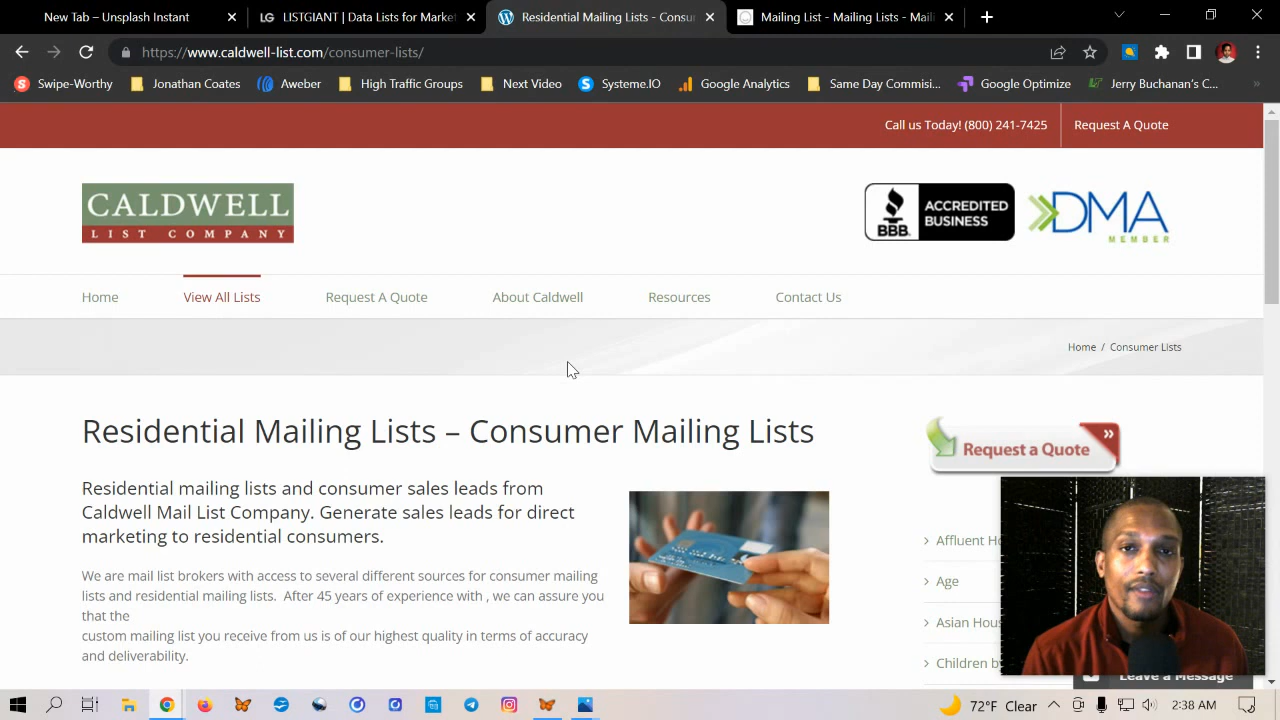 New Tab - Unsplash Instant
LG LISTGIANT | Data Lists for Market
Residential Mailing Lists - Consum
Mailing List - Mailing Lists - Maili
https://www.caldwell-list.com/consumer-lists/
Swipe-Worthy
Jonathan Coates
Aweber
High Traffic Groups
Next Video
Systeme.IO
Google Analytics
Same Day Commisi...
Google Optimize
Jerry Buchanan's C...
Call us Today! (800) 241-7425
Request A Quote
CALDWELL
LIST COMPANY
BBB
ACCREDITED
BUSINESS
DMA
MEMBER
Home
View All Lists
Request A Quote
About Caldwell
Resources
Contact Us
Home / Consumer Lists
Residential Mailing Lists – Consumer Mailing Lists
Request a Quote
Residential mailing lists and consumer sales leads from
Caldwell Mail List Company. Generate sales leads for direct
marketing to residential consumers.
We are mail list brokers with access to several different sources for consumer mailing
lists and residential mailing lists. After 45 years of experience with , we can assure you
that the
custom mailing list you receive from us is of our highest quality in terms of accuracy
and deliverability.
Affluent Ho
Age
Asian Hous
Children b
Leave a Message
72°F Clear
2:38 AM